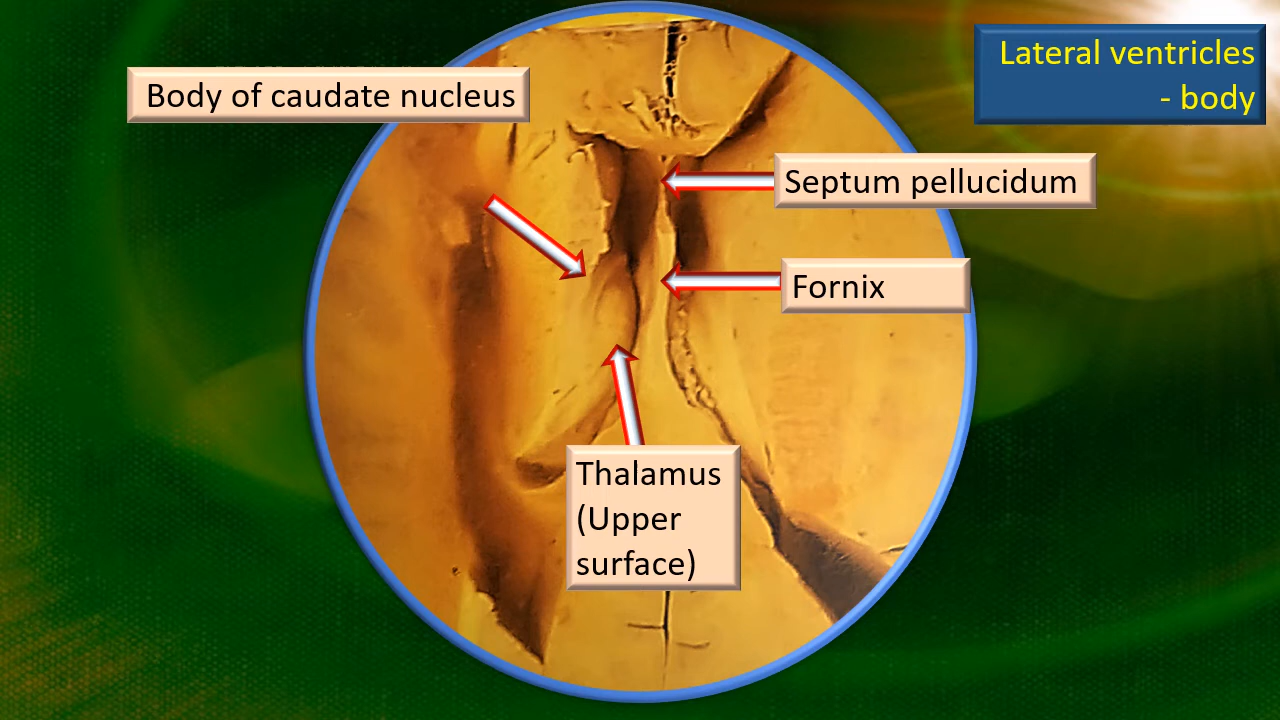 Lateral ventricles
- body
Body of caudate nucleus
Septum pellucidum
Fornix
Thalamus
(Upper
surface)